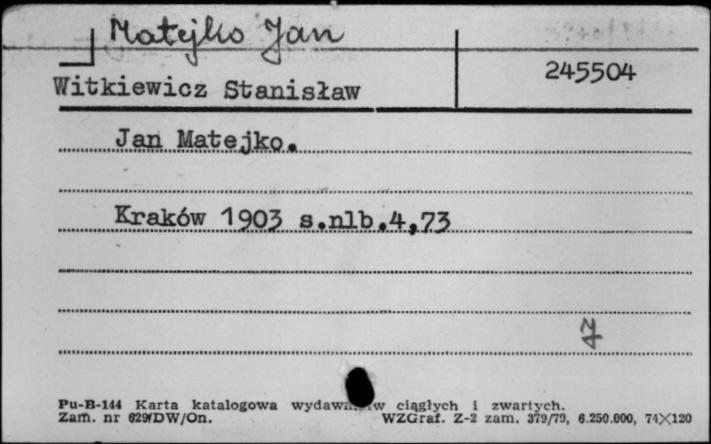 Matejko Jan
Witkiewicz Stanisław 245504
Jan Matejko.
Kraków 1903 s.nlb.4,73
Pu-B-144 Karta katalogowa ciągłych i zwartych.
Zam. nr 629/DW/On. WZGraf. Z-2 zam. 379/79, 6.250.000, 74×120